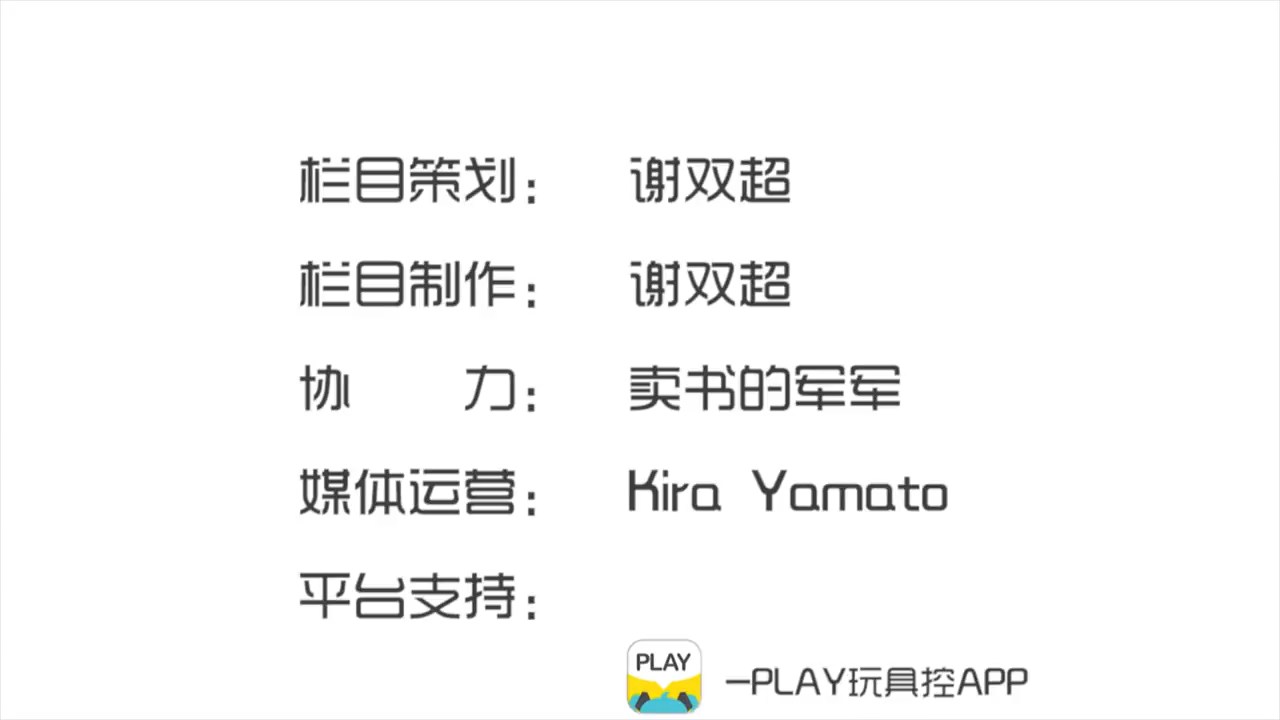 栏目策划： 谢双超
栏目制作： 谢双超
协 力： 卖书的军军
媒体运营： Kira Yamato
平台支持：
PLAY —PLAY玩具控APP